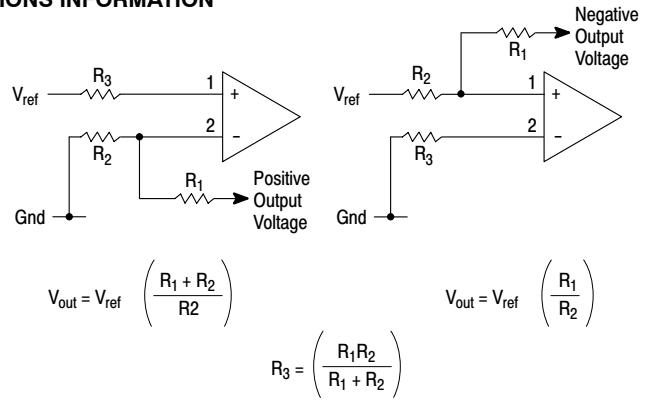 IONS INFORMATION
Negative
Output
Voltage
R1
Vref
R3
1
+
2
−
R2
R1
Positive
Output
Voltage
Gnd
Vref
R2
1
+
2
−
R3
Gnd
Vout = Vref (R1 + R2 / R2)
Vout = Vref (R1 / R2)
R3 = (R1R2 / R1 + R2)